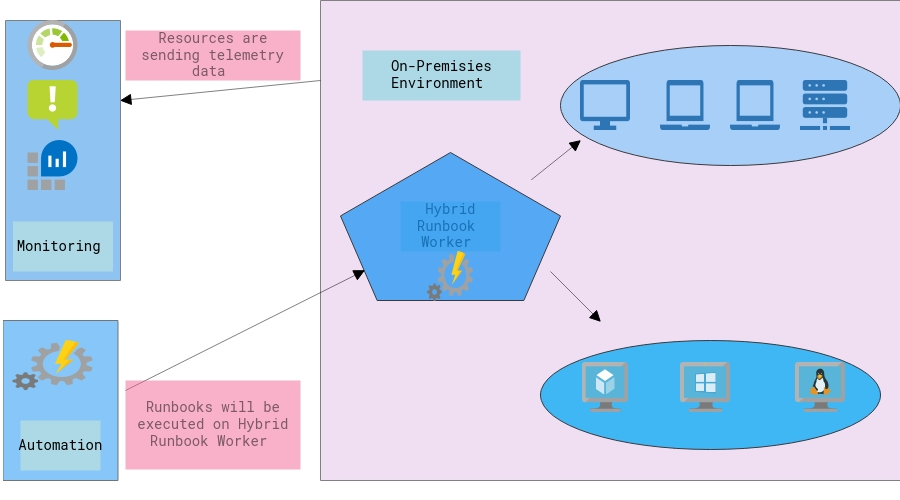 Resources are
sending telemetry
data
On-Premisies
Environment
Monitoring
Hybrid
Runbook
Worker
Automation
Runbooks will be
executed on Hybrid
Runbook Worker